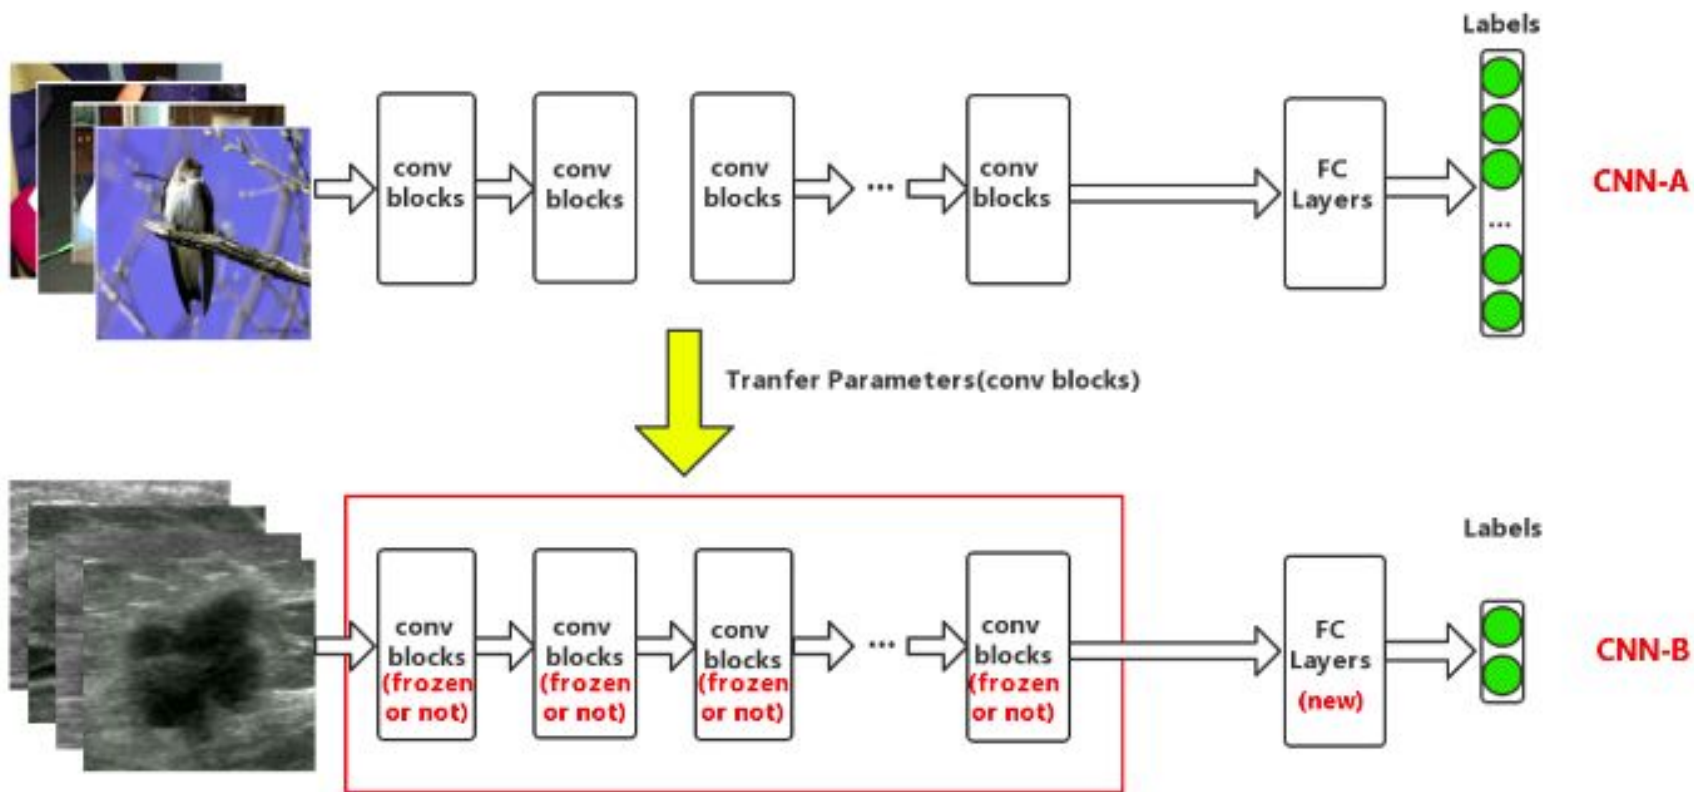 Labels
conv
blocks
conv
blocks
conv
blocks
...
conv
blocks
FC
Layers
...
CNN-A
Tranfer Parameters(conv blocks)
Labels
conv
blocks
(frozen
or not)
conv
blocks
(frozen
or not)
conv
blocks
(frozen
or not)
...
conv
blocks
(frozen
or not)
FC
Layers
(new)
CNN-B